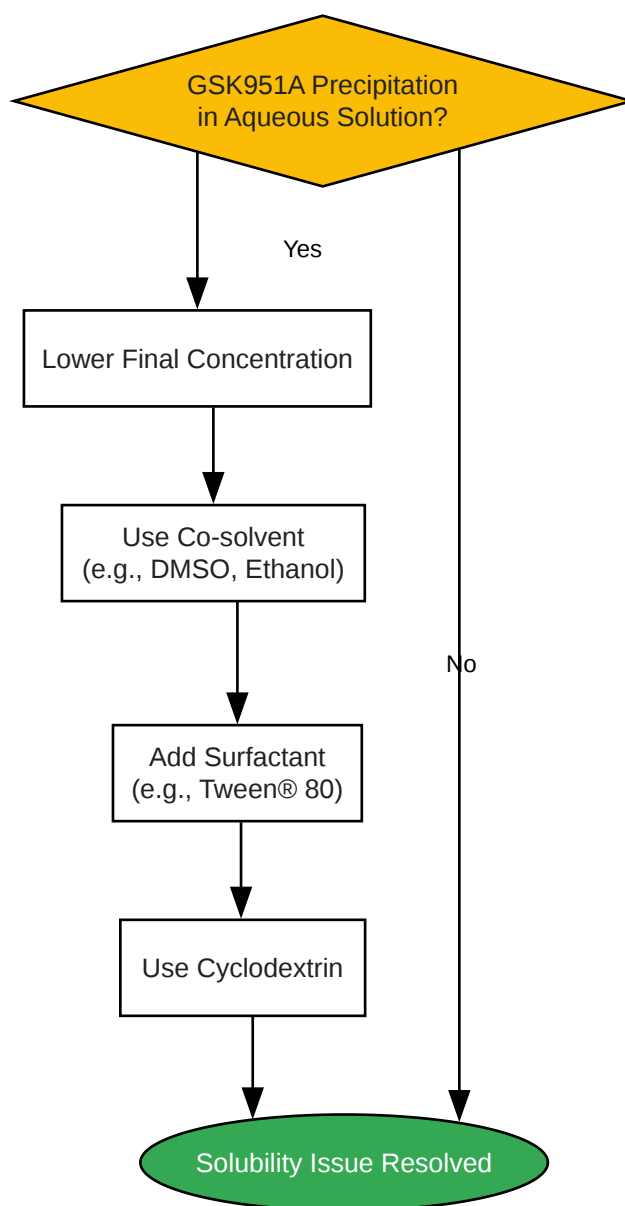 GSK951A Precipitation
in Aqueous Solution?
Yes
Lower Final Concentration
Use Co-solvent
(e.g., DMSO, Ethanol)
No
Add Surfactant
(e.g., Tween® 80)
Use Cyclodextrin
Solubility Issue Resolved